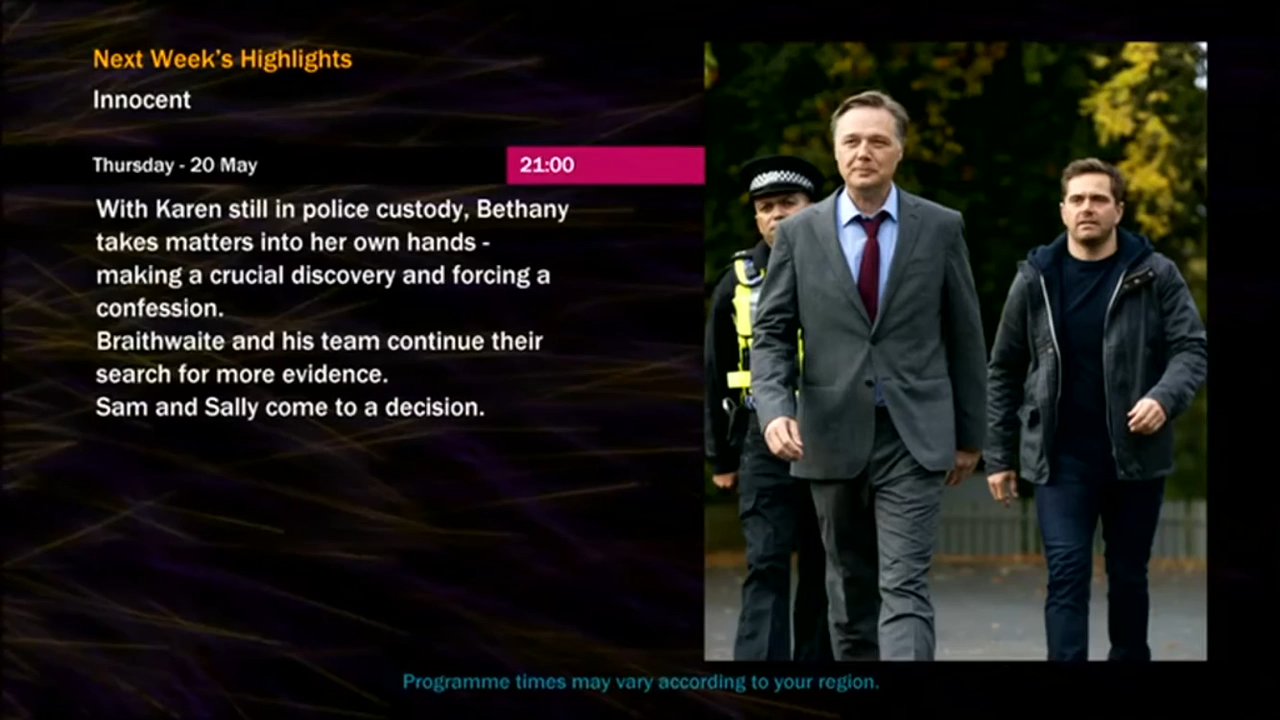 Next Week's Highlights
Innocent
Thursday - 20 May
21:00
With Karen still in police custody, Bethany
takes matters into her own hands -
making a crucial discovery and forcing a
confession.
Braithwaite and his team continue their
search for more evidence.
Sam and Sally come to a decision.
Programme times may vary according to your region.